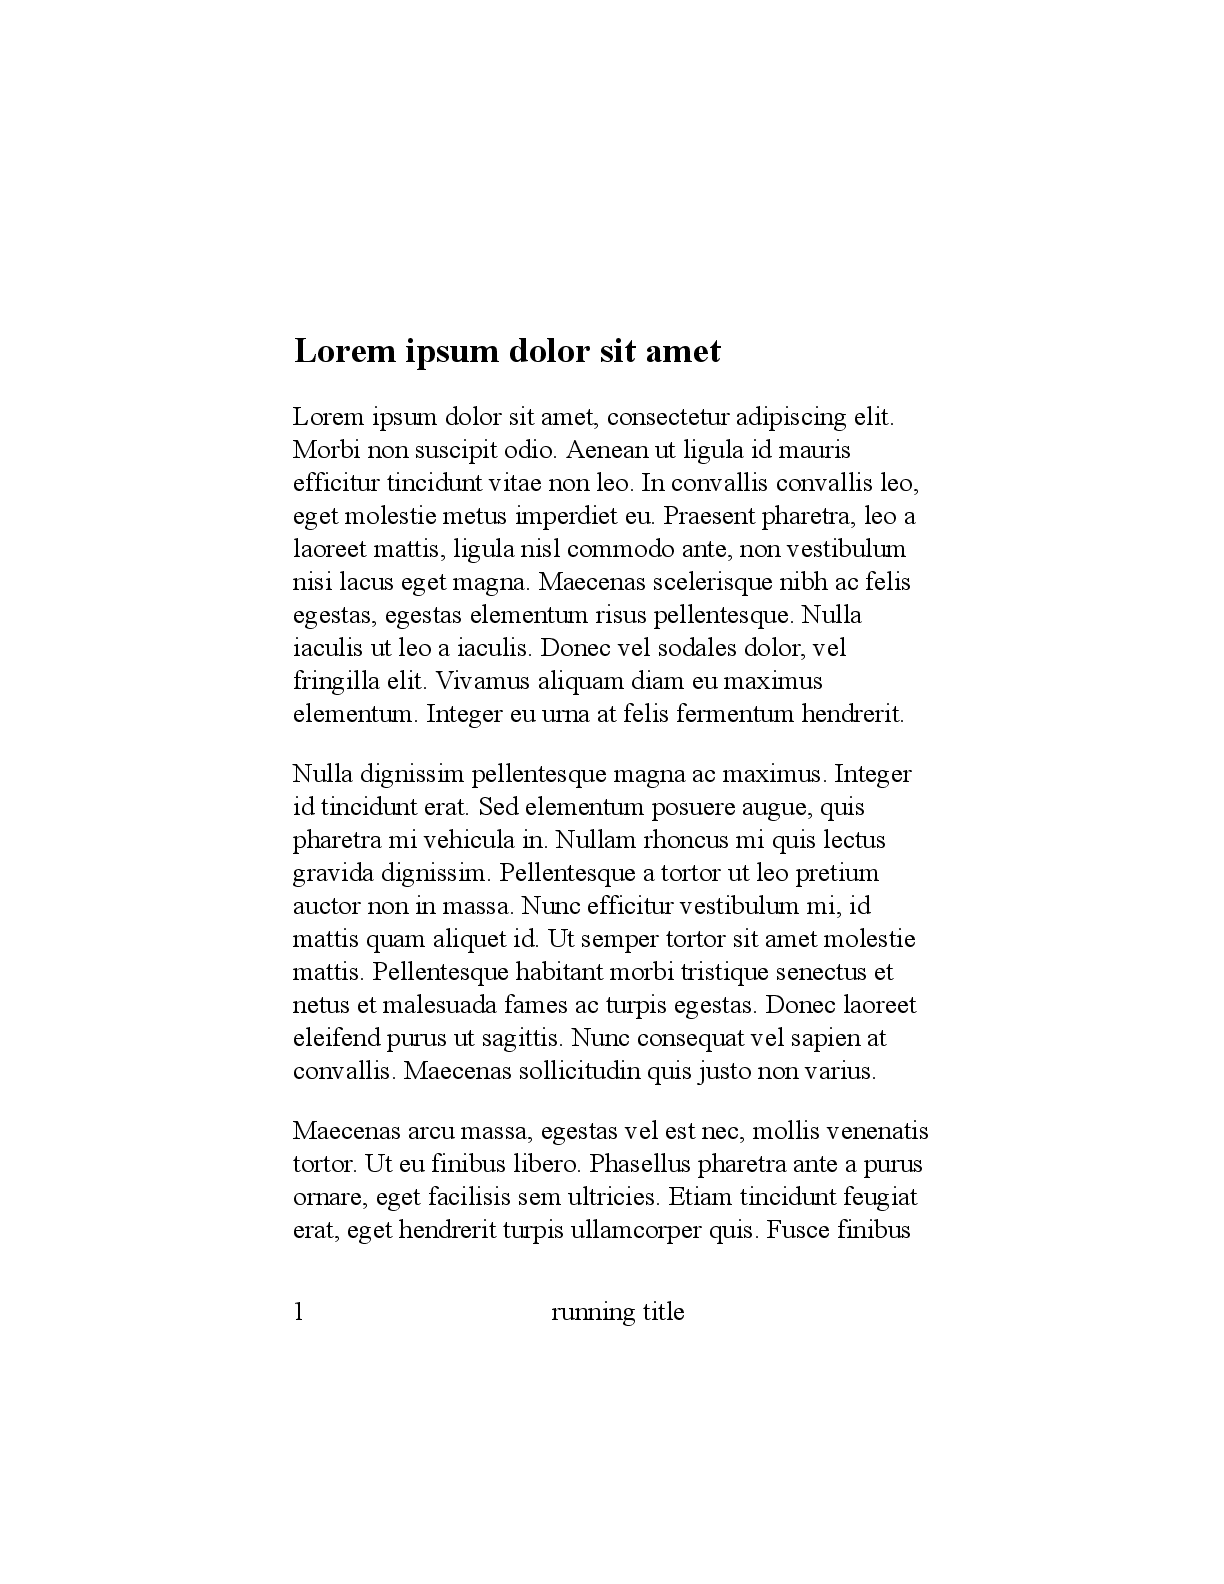 Lorem ipsum dolor sit amet
Lorem ipsum dolor sit amet, consectetur adipiscing elit.
Morbi non suscipit odio. Aenean ut ligula id mauris
efficitur tincidunt vitae non leo. In convallis convallis leo,
eget molestie metus imperdiet eu. Praesent pharetra, leo a
laoreet mattis, ligula nisl commodo ante, non vestibulum
nisi lacus eget magna. Maecenas scelerisque nibh ac felis
egestas, egestas elementum risus pellentesque. Nulla
iaculis ut leo a iaculis. Donec vel sodales dolor, vel
fringilla elit. Vivamus aliquam diam eu maximus
elementum. Integer eu urna at felis fermentum hendrerit.
Nulla dignissim pellentesque magna ac maximus. Integer
id tincidunt erat. Sed elementum posuere augue, quis
pharetra mi vehicula in. Nullam rhoncus mi quis lectus
gravida dignissim. Pellentesque a tortor ut leo pretium
auctor non in massa. Nunc efficitur vestibulum mi, id
mattis quam aliquet id. Ut semper tortor sit amet molestie
mattis. Pellentesque habitant morbi tristique senectus et
netus et malesuada fames ac turpis egestas. Donec laoreet
eleifend purus ut sagittis. Nunc consequat vel sapien at
convallis. Maecenas sollicitudin quis justo non varius.
Maecenas arcu massa, egestas vel est nec, mollis venenatis
tortor. Ut eu finibus libero. Phasellus pharetra ante a purus
ornare, eget facilisis sem ultricies. Etiam tincidunt feugiat
erat, eget hendrerit turpis ullamcorper quis. Fusce finibus
1 running title